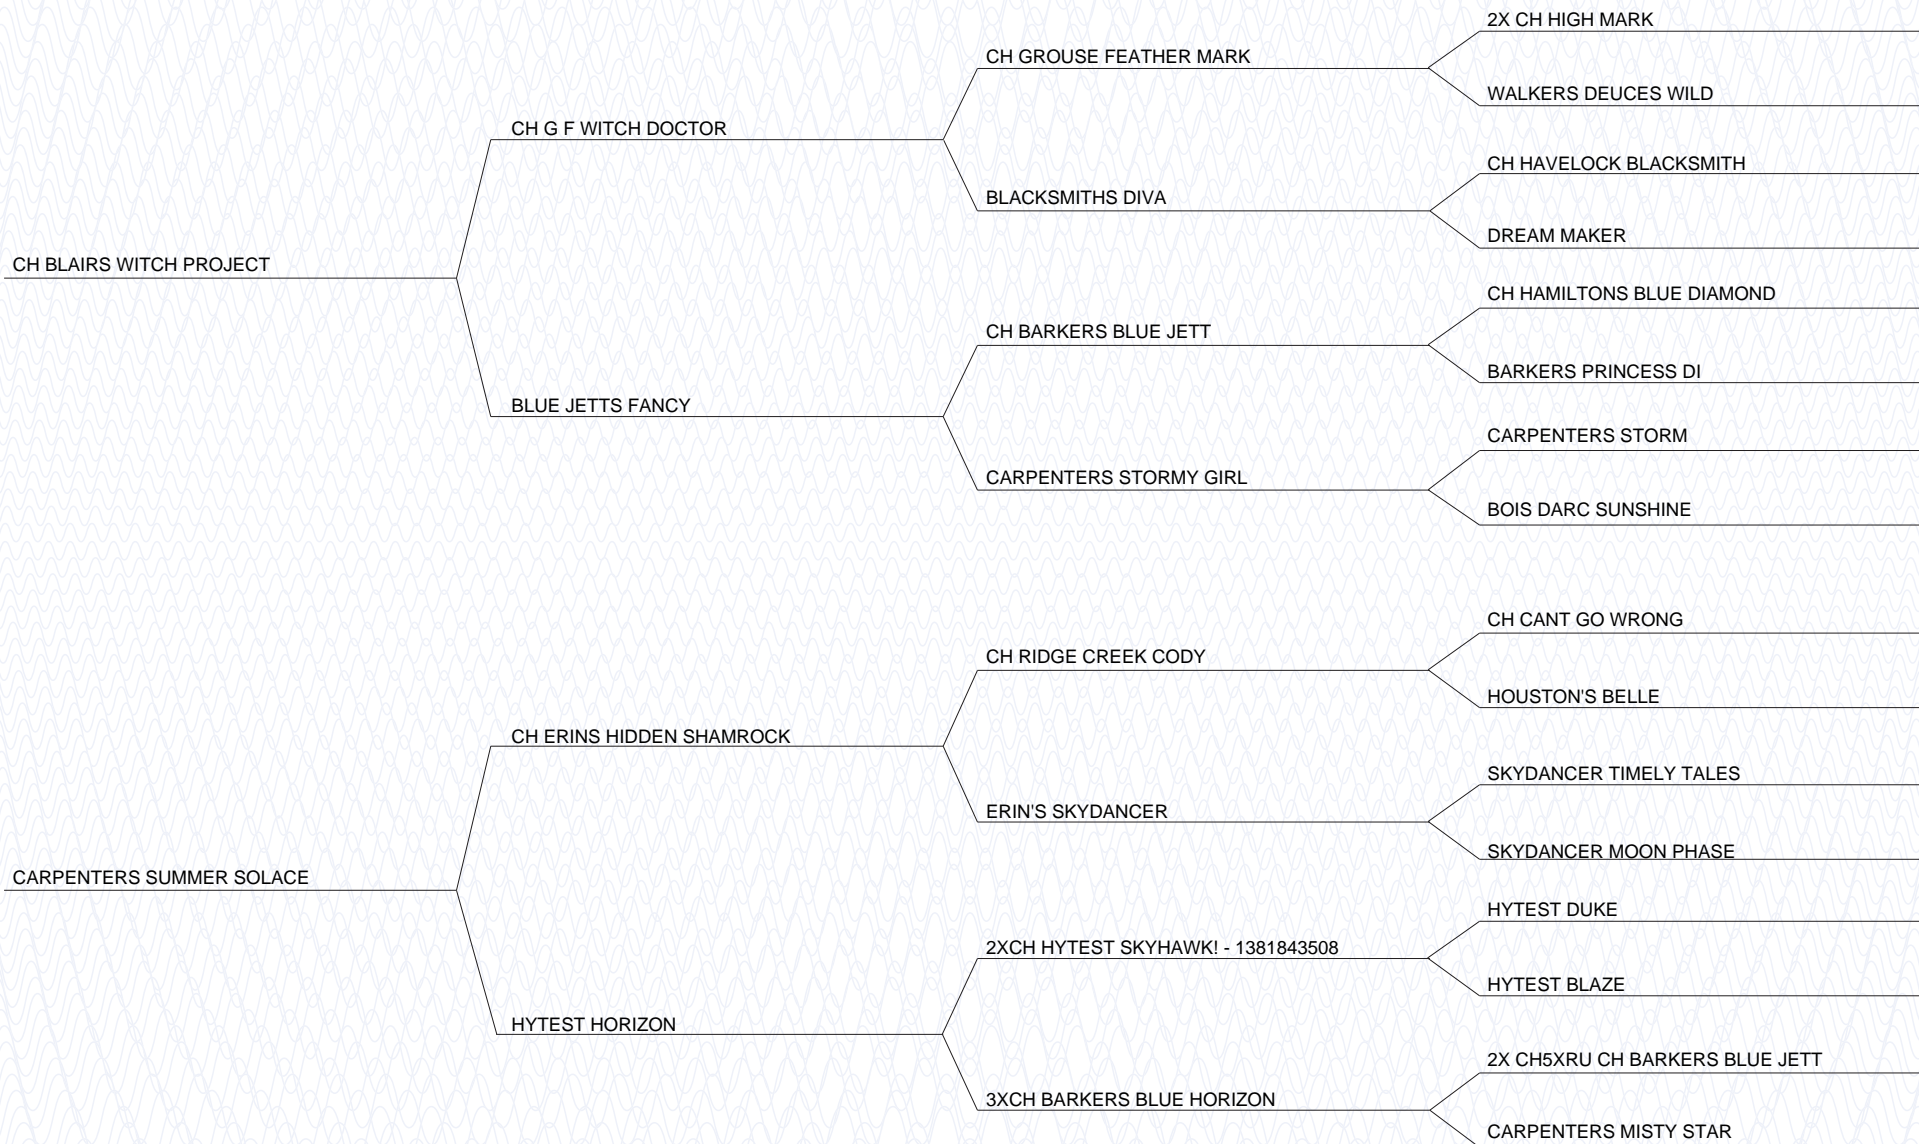 2X CH HIGH MARK
CH GROUSE FEATHER MARK
WALKERS DEUCES WILD
CH G F WITCH DOCTOR
CH HAVELOCK BLACKSMITH
BLACKSMITHS DIVA
DREAM MAKER
CH BLAIRS WITCH PROJECT
CH HAMILTONS BLUE DIAMOND
CH BARKERS BLUE JETT
BARKERS PRINCESS DI
BLUE JETTS FANCY
CARPENTERS STORM
CARPENTERS STORMY GIRL
BOIS DARC SUNSHINE
CH CANT GO WRONG
CH RIDGE CREEK CODY
HOUSTON'S BELLE
CH ERINS HIDDEN SHAMROCK
SKYDANCER TIMELY TALES
ERIN'S SKYDANCER
SKYDANCER MOON PHASE
CARPENTERS SUMMER SOLACE
HYTEST DUKE
2XCH HYTEST SKYHAWK! - 1381843508
HYTEST BLAZE
HYTEST HORIZON
2X CH5XRU CH BARKERS BLUE JETT
3XCH BARKERS BLUE HORIZON
CARPENTERS MISTY STAR